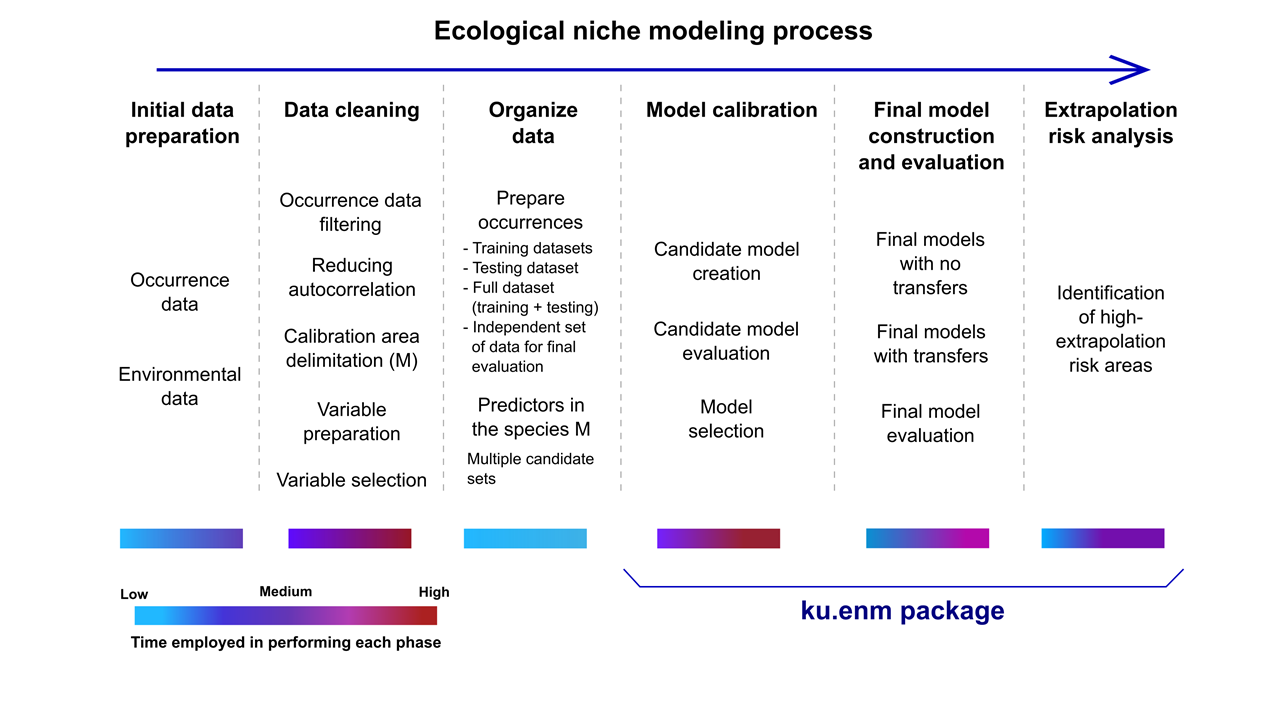 Ecological niche modeling process
Initial data
preparation
Occurrence
data
Environmental
data
Data cleaning
Occurrence data
filtering
Reducing
autocorrelation
Calibration area
delimitation (M)
Variable
preparation
Variable selection
Organize
data
Prepare
occurrences
- Training datasets
- Testing dataset
- Full dataset
(training + testing)
- Independent set
of data for final
evaluation
Predictors in
the species M
Multiple candidate
sets
Model calibration
Candidate model
creation
Candidate model
evaluation
Model
selection
Final model
construction
and evaluation
Final models
with no
transfers
Final models
with transfers
Final model
evaluation
Extrapolation
risk analysis
Identification
of high-
extrapolation
risk areas
Low
Medium
High
Time employed in performing each phase
ku.enm package